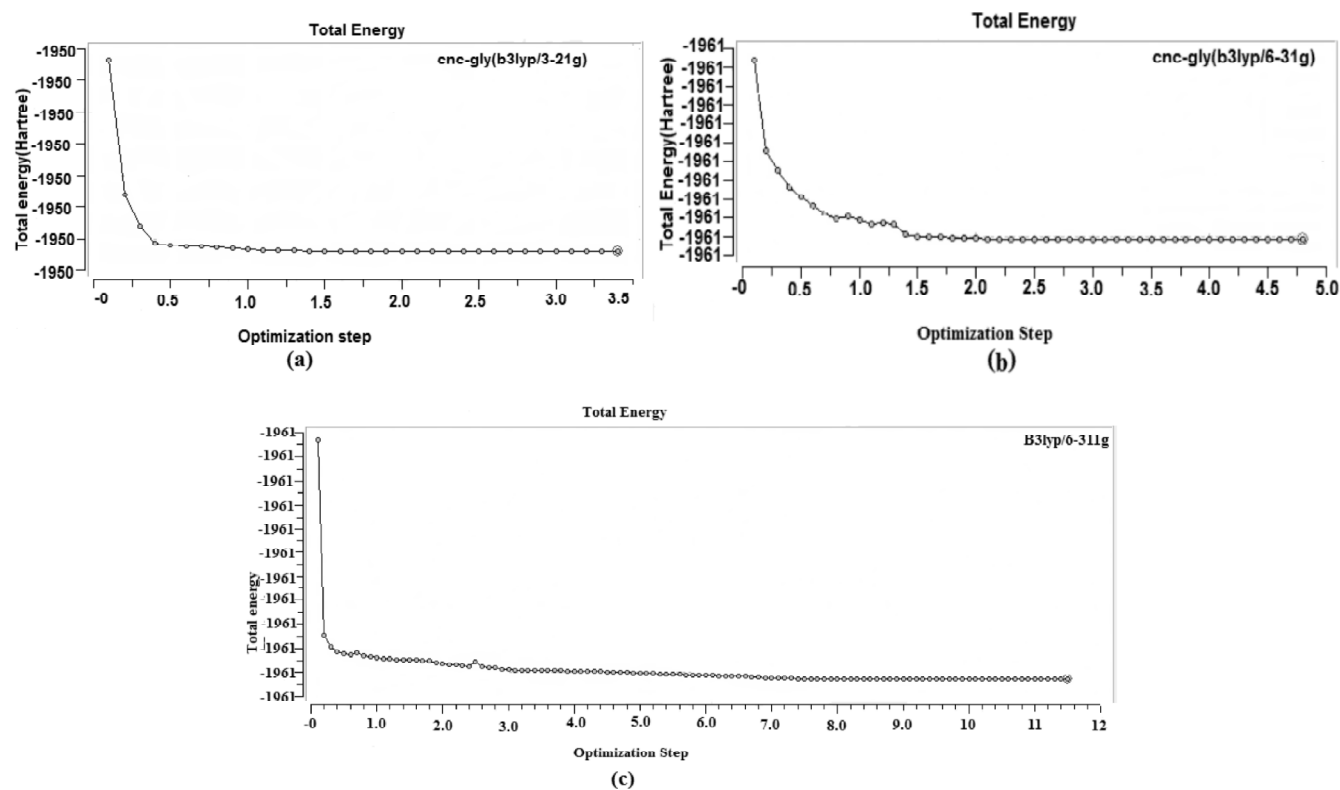 Total Energy
cnc-gly(b3lyp/3-21g)
Total energy(Hartree)
-1950
-1950
-1950
-1950
-1950
-1950
-1950
-1950
-0 0.5 1.0 1.5 2.0 2.5 3.0 3.5
Optimization step
(a)
Total Energy
cnc-gly(b3lyp/6-31g)
Total Energy(Hartree)
-1961
-1961
-1961
-1961
-1961
-1961
-1961
-1961
-1961
-1961
-1961
-1961
-0 0.5 1.0 1.5 2.0 2.5 3.0 3.5 4.0 4.5 5.0
Optimization Step
(b)
Total Energy
B3lyp/6-311g
Total energy
-1961
-1961
-1961
-1961
-1961
-1961
-1961
-1961
-1961
-1961
-1961
-1961
-0 1.0 2.0 3.0 4.0 5.0 6.0 7.0 8.0 9.0 10 11 12
Optimization Step
(c)